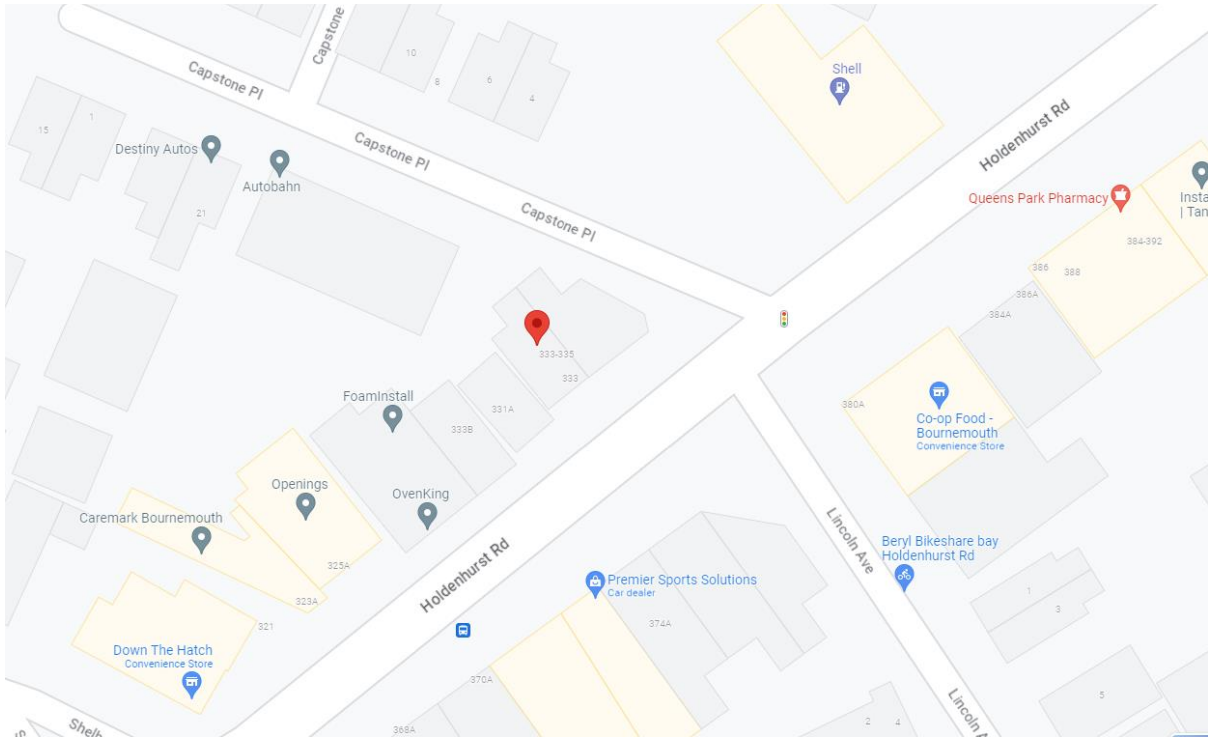 Capstone
10
8
6
4
Shell
Capstone Pl
Holdenhurst Rd
15
1
Destiny Autos
Autobahn
21
Capstone Pl
Queens Park Pharmacy
Insta
| Tan
384-392
Capstone Pl
386
388
386A
384A
333-335
333
FoamInstall
331A
333B
380A
Co-op Food -
Bournemouth
Convenience Store
Openings
OvenKing
Caremark Bournemouth
325A
323A
321
Holdenhurst Rd
Lincoln Ave
Beryl Bikeshare bay
Holdenhurst Rd
Premier Sports Solutions
Car dealer
374A
1
3
Down The Hatch
Convenience Store
370A
368A
2
4
5
Lincoln A
Shelb